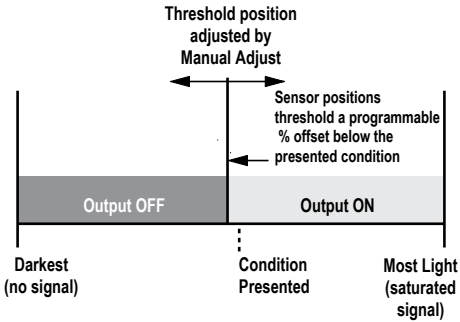 Threshold position
adjusted by
Manual Adjust
Sensor positions
threshold a programmable
% offset below the
presented condition
Output OFF
Output ON
Darkest
(no signal)
Condition
Presented
Most Light
(saturated
signal)